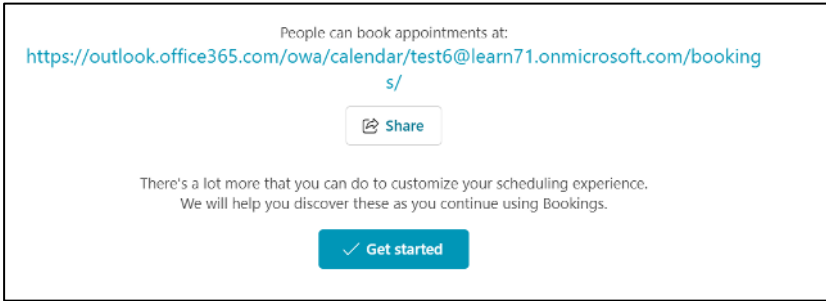 People can book appointments at:
https://outlook.office365.com/owa/calendar/test6@learn71.onmicrosoft.com/booking
s/
Share
There's a lot more that you can do to customize your scheduling experience.
We will help you discover these as you continue using Bookings.
Get started